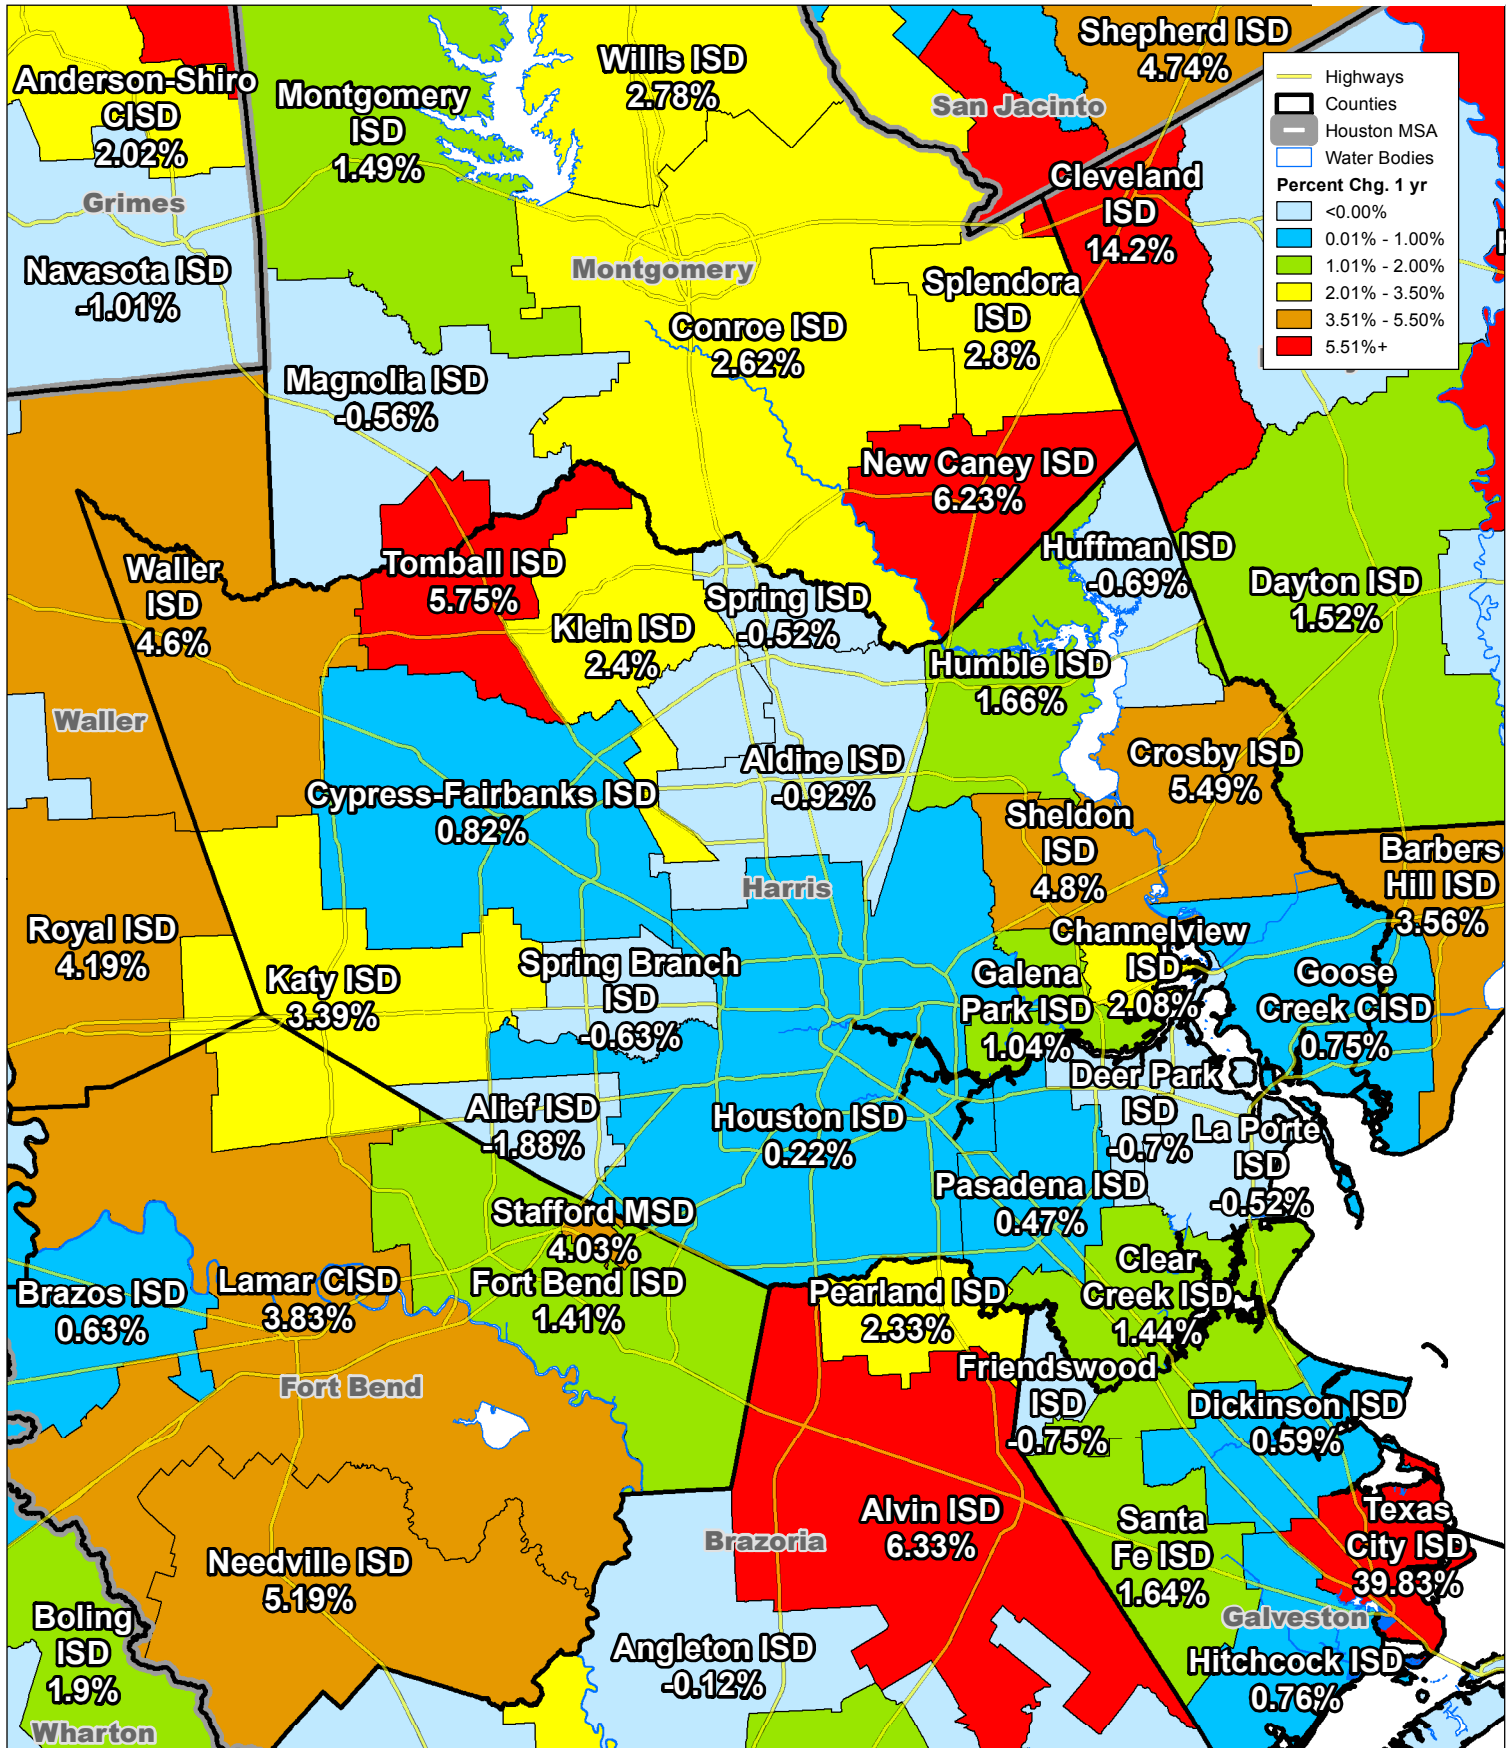 Shepherd ISD
4.74%
Willis ISD
2.78%
Anderson-Shiro
CISD
2.02%
Montgomery
ISD
1.49%
San Jacinto
Highways
Counties
Houston MSA
Water Bodies
Percent Chg. 1 yr
<0.00%
0.01% - 1.00%
1.01% - 2.00%
2.01% - 3.50%
3.51% - 5.50%
5.51%+
Grimes
Cleveland
ISD
14.2%
Navasota ISD
-1.01%
Montgomery
Splendora
ISD
2.8%
Conroe ISD
2.62%
Magnolia ISD
-0.56%
New Caney ISD
6.23%
Huffman ISD
-0.69%
Waller
ISD
4.6%
Tomball ISD
5.75%
Dayton ISD
1.52%
Spring ISD
-0.52%
Klein ISD
2.4%
Humble ISD
1.66%
Waller
Crosby ISD
5.49%
Aldine ISD
-0.92%
Cypress-Fairbanks ISD
0.82%
Sheldon
ISD
4.8%
Barbers
Hill ISD
3.56%
Harris
Royal ISD
4.19%
Channelview
ISD
2.08%
Spring Branch
ISD
-0.63%
Katy ISD
3.39%
Galena
Park ISD
1.04%
Goose
Creek CISD
0.75%
Deer Park
ISD
-0.7%
Alief ISD
-1.88%
Houston ISD
0.22%
La Porte
ISD
-0.52%
Pasadena ISD
0.47%
Stafford MSD
4.03%
Clear
Creek ISD
1.44%
Brazos ISD
0.63%
Lamar CISD
3.83%
Fort Bend ISD
1.41%
Pearland ISD
2.33%
Friendswood
ISD
-0.75%
Fort Bend
Dickinson ISD
0.59%
Alvin ISD
6.33%
Texas
City ISD
39.83%
Santa
Fe ISD
1.64%
Brazoria
Needville ISD
5.19%
Boling
ISD
1.9%
Galveston
Angleton ISD
-0.12%
Hitchcock ISD
0.76%
Wharton